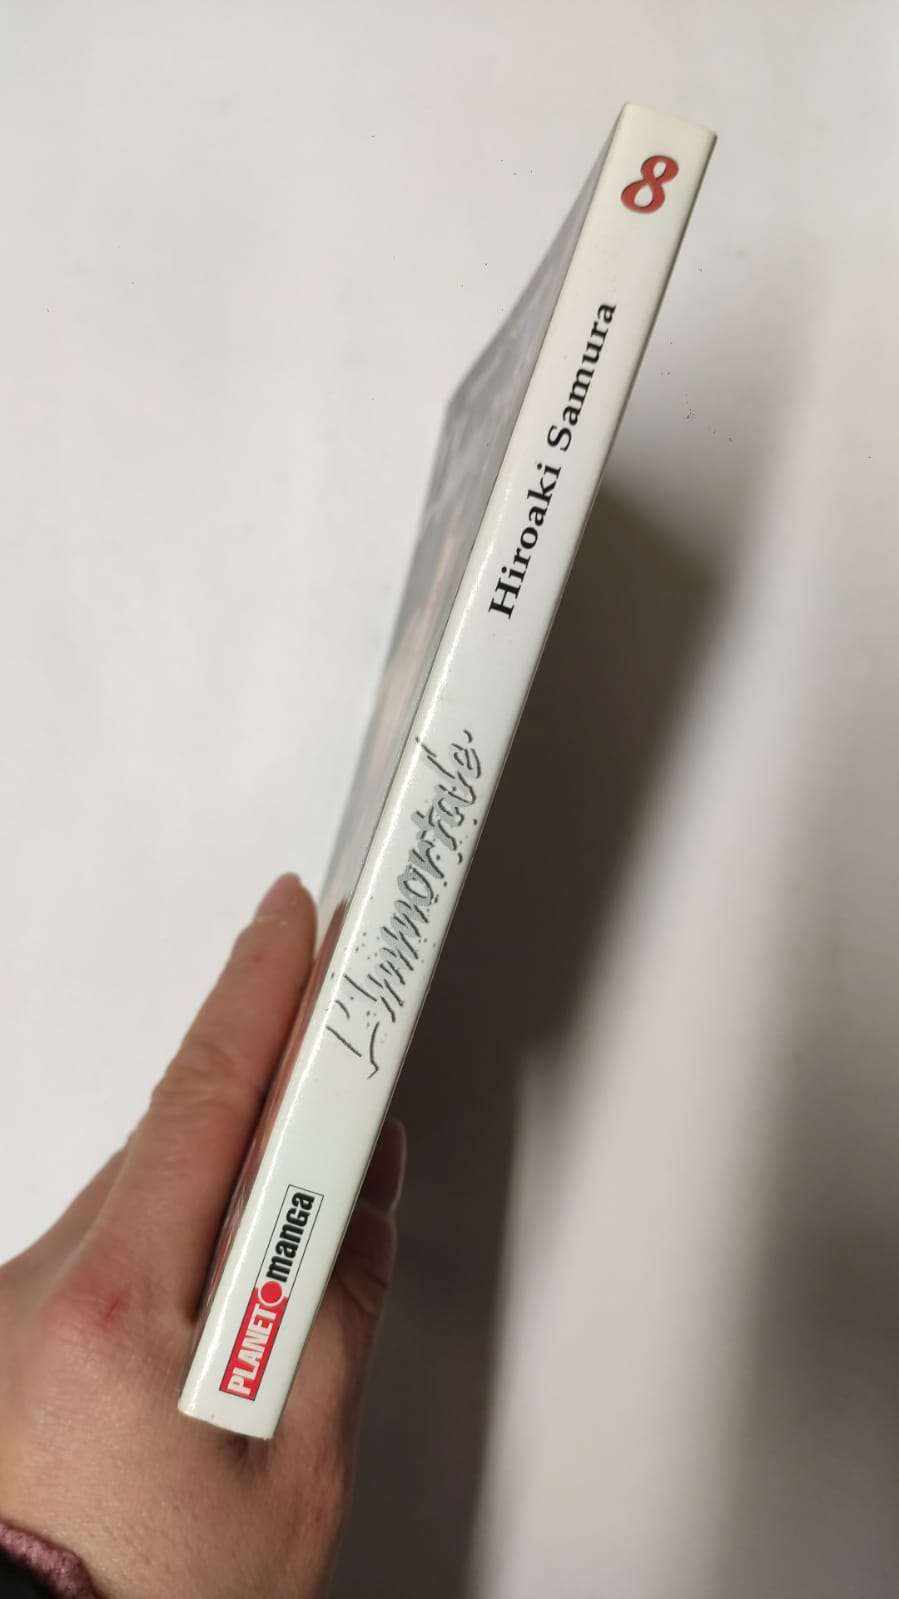 PLANET manga
L'Immortale
Hiroaki Samura
8